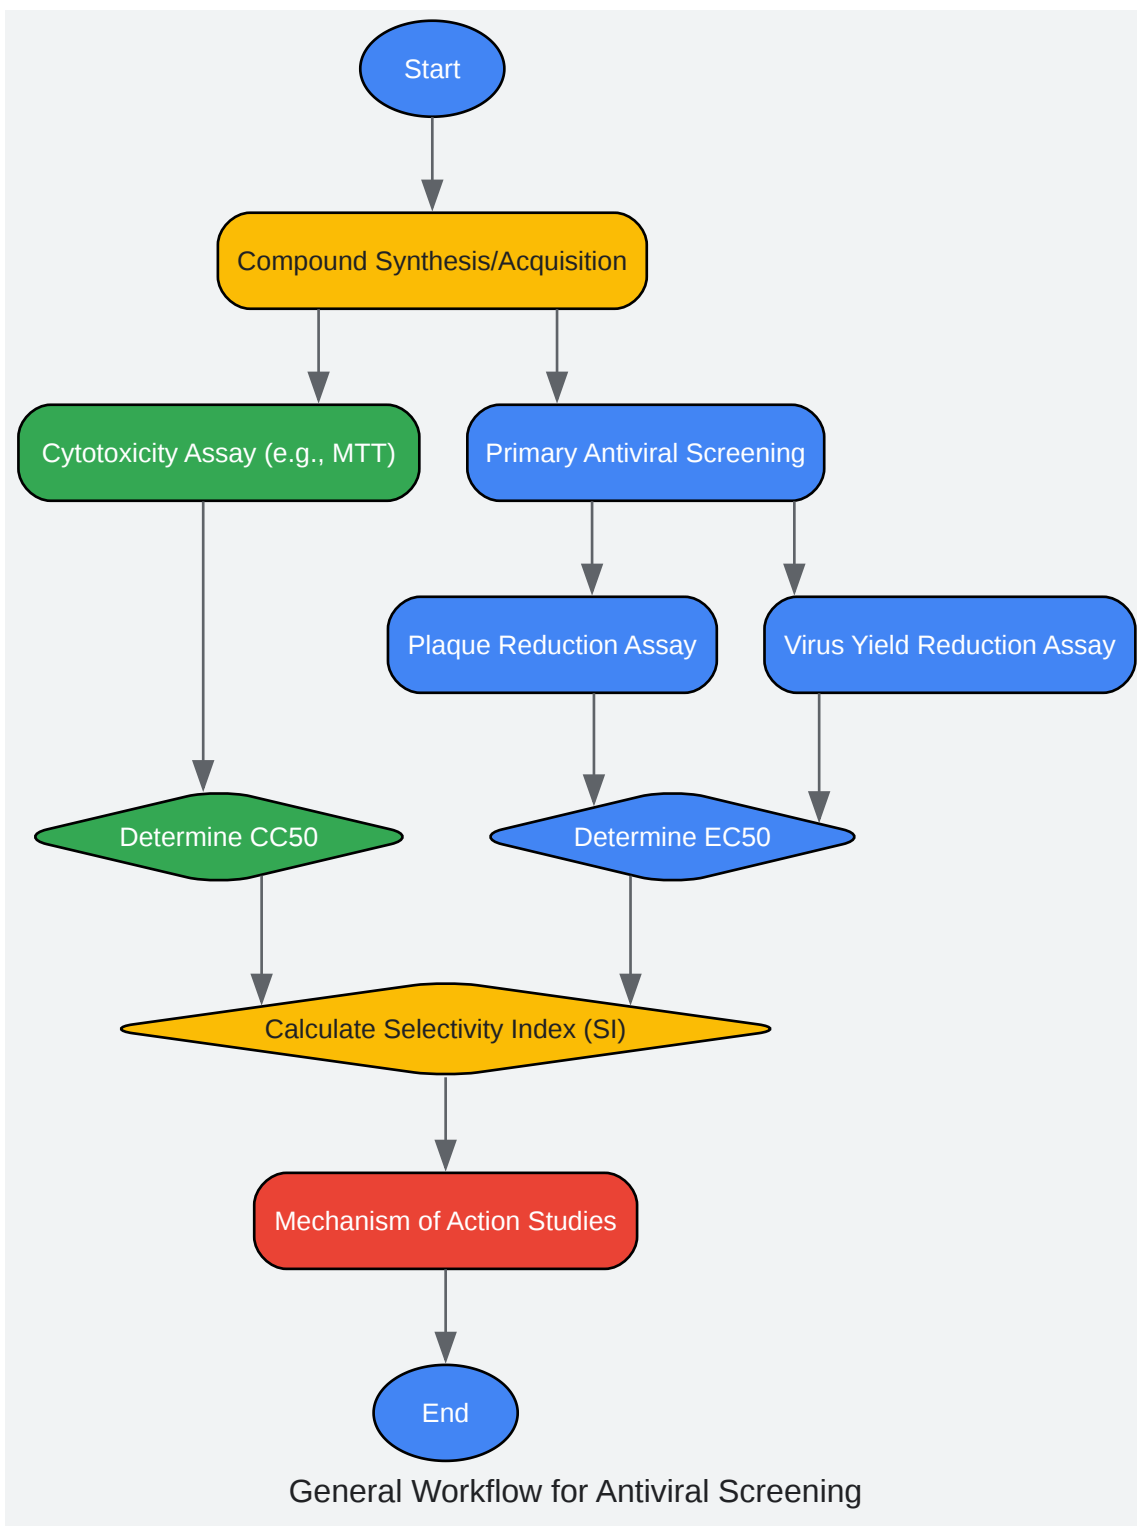 Start
Compound Synthesis/Acquisition
Cytotoxicity Assay (e.g., MTT)
Primary Antiviral Screening
Plaque Reduction Assay
Virus Yield Reduction Assay
Determine CC50
Determine EC50
Calculate Selectivity Index (SI)
Mechanism of Action Studies
End
General Workflow for Antiviral Screening